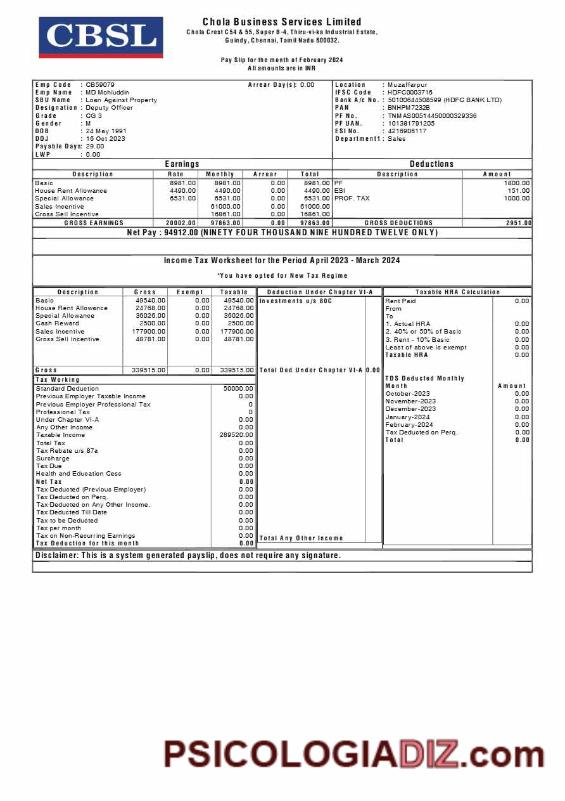 CBSL
Chola Business Services Limited
Chola Crest C54 & 55, Super B-4, Thiru-vi-ka Industrial Estate,
Guindy, Chennai, Tamil Nadu 600032.
Pay Slip for the month of February 2024
All amounts are in INR
Emp Code : CB59079 Arrear Day(s): 0.00 Location : Muzaffarpur
Emp Name : MD Mohiuddin IFSC Code : HDFC0003716
SBU Name : Loan Against Property Bank A/c No. : 50100644508599 (HDFC BANK LTD)
Designation : Deputy Officer PAN : BNHPM7232B
Grade : CG 3 PF No. : TNMAS00514450000329336
Gender : M PF UAN. : 101381791205
DOB : 24 May 1991 ESI No. : 4216906117
DOJ : 16 Oct 2023 Department1 : Sales
Payable Days: 29.00
LWP : 0.00
Earnings Deductions
Description Rate Monthly Arrear Total Description Amount
Basic 8981.00 8981.00 0.00 8981.00 PF 1800.00
House Rent Allowance 4490.00 4490.00 0.00 4490.00 ESI 151.00
Special Allowance 6531.00 6531.00 0.00 6531.00 PROF. TAX 1000.00
Sales Incentive 61000.00 0.00 61000.00
Cross Sell Incentive 16861.00 0.00 16861.00
GROSS EARNINGS 20002.00 97863.00 0.00 97863.00 GROSS DEDUCTIONS 2951.00
Net Pay : 94912.00 (NINETY FOUR THOUSAND NINE HUNDRED TWELVE ONLY)
Income Tax Worksheet for the Period April 2023 - March 2024
*You have opted for New Tax Regime
Description Gross Exempt Taxable Deduction Under Chapter VI-A Taxable HRA Calculation
Basic 49540.00 0.00 49540.00 Investments u/s 80C Rent Paid 0.00
House Rent Allowance 24768.00 0.00 24768.00 From
Special Allowance 36026.00 0.00 36026.00 To
Cash Reward 2500.00 0.00 2500.00 1. Actual HRA 0.00
Sales Incentive 177900.00 0.00 177900.00 2. 40% or 50% of Basic 0.00
Gross Sell Incentive 48781.00 0.00 48781.00 3. Rent - 10% Basic 0.00
Least of above is exempt 0.00
Taxable HRA 0.00
Gross 339515.00 0.00 339515.00 Total Ded Under Chapter VI-A 0.00
Tax Working TDS Deducted Monthly
Standard Deduction 50000.00 Month Amount
Previous Employer Taxable Income 0.00 October-2023 0.00
Previous Employer Professional Tax 0 November-2023 0.00
Professional Tax 0 December-2023 0.00
Under Chapter VI-A 0.00 January-2024 0.00
Any Other Income 0.00 February-2024 0.00
Taxable Income 289520.00 Tax Deducted on Perq. 0.00
Total Tax 0.00 Total 0.00
Tax Rebate u/s 87a 0.00
Surcharge 0.00
Tax Due 0.00
Health and Education Cess 0.00
Net Tax 0.00
Tax Deducted (Previous Employer) 0.00
Tax Deducted on Perq. 0.00
Tax Deducted on Any Other Income. 0.00
Tax Deducted Till Date 0.00
Tax to be Deducted 0.00
Tax per month 0.00
Tax on Non-Recurring Earnings 0.00 Total Any Other Income
Tax Deduction for this month 0.00
Disclaimer: This is a system generated payslip, does not require any signature.
PSICOLOGIADIZ.com